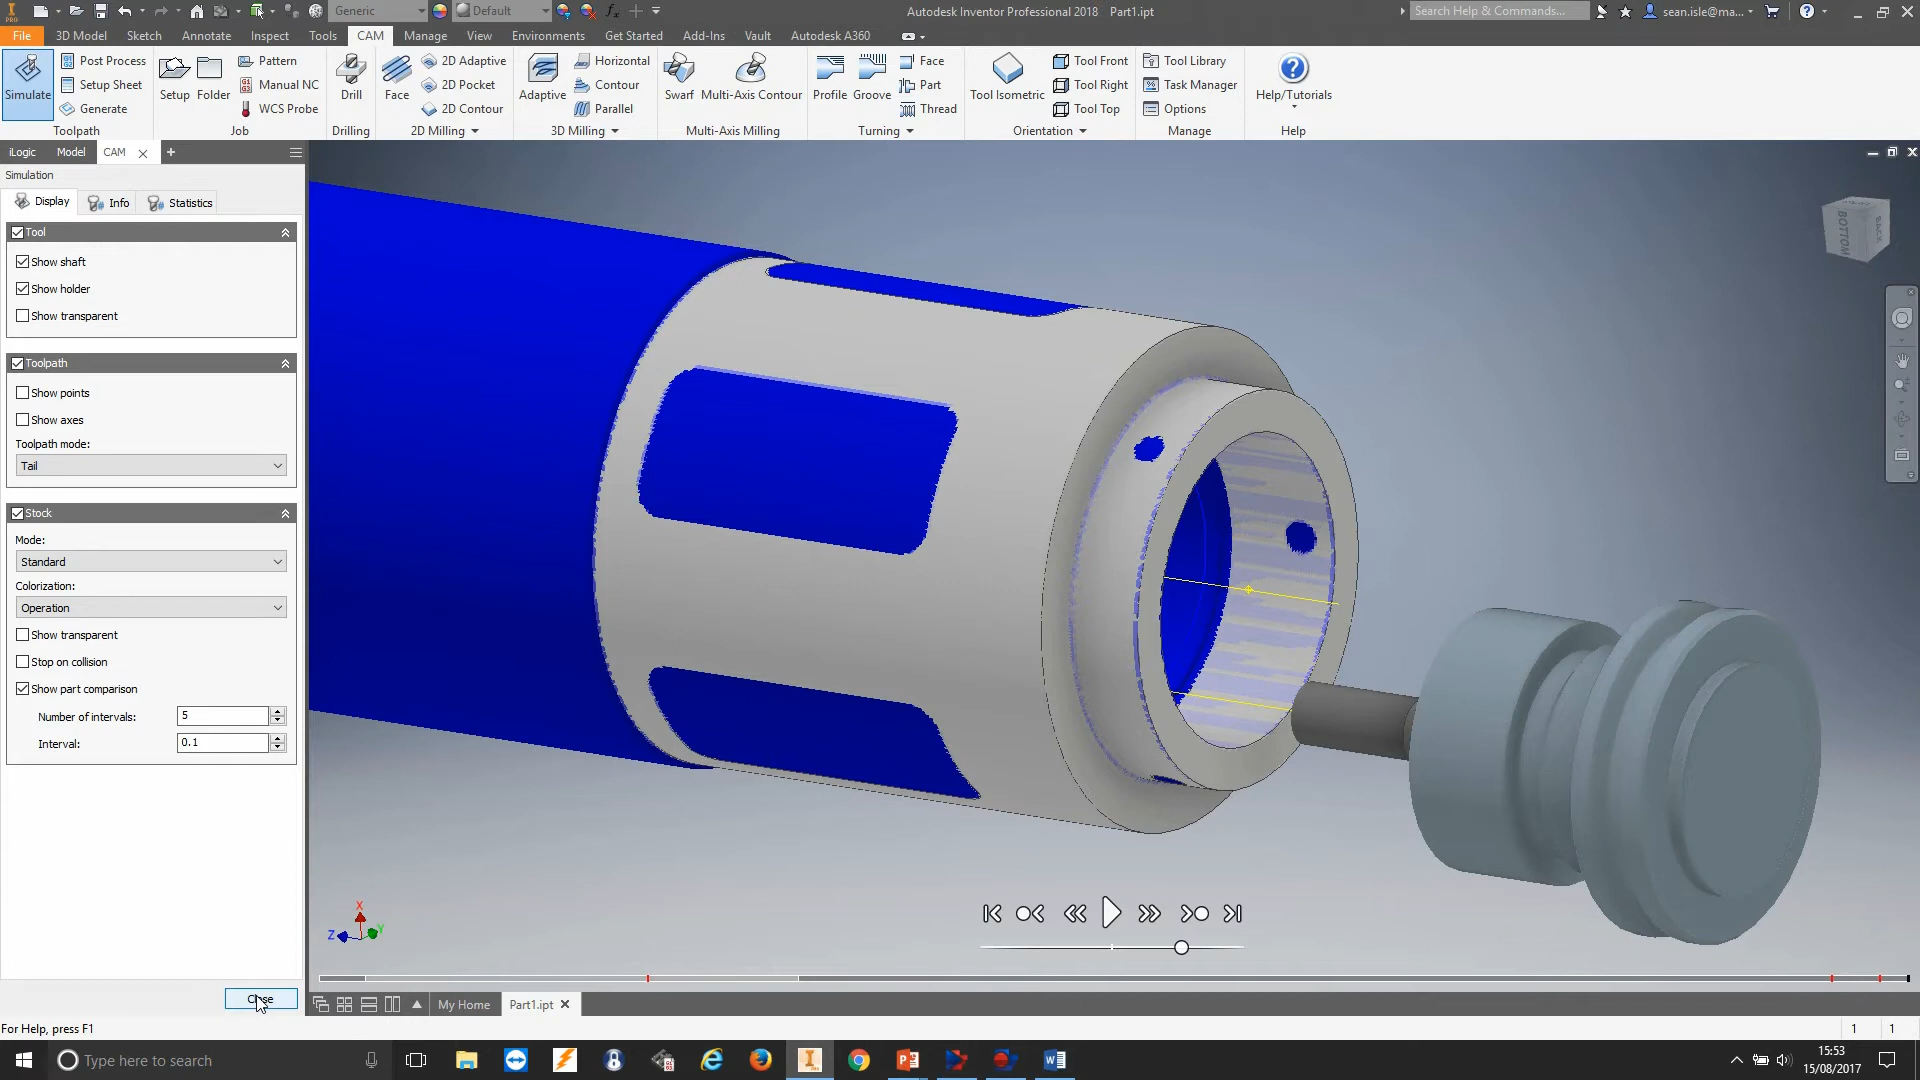 Generic
Default
Autodesk Inventor Professional 2018 Part1.ipt
Search Help & Commands...
sean.isle@ma...
PRO
File 3D Model Sketch Annotate Inspect Tools CAM Manage View Environments Get Started Add-Ins Vault Autodesk A360
Simulate
Post Process
Setup Sheet
Generate
Toolpath
Setup
Folder
Pattern
Manual NC
WCS Probe
Job
Drill
Drilling
Face
2D Adaptive
2D Pocket
2D Contour
2D Milling
Adaptive
Horizontal
Contour
Parallel
3D Milling
Swarf
Multi-Axis Contour
Multi-Axis Milling
Profile
Groove
Face
Part
Thread
Turning
Tool Isometric
Tool Front
Tool Right
Tool Top
Orientation
Tool Library
Task Manager
Options
Manage
Help/Tutorials
Help
iLogic Model CAM
Simulation
Display Info Statistics
Tool
Show shaft
Show holder
Show transparent
Toolpath
Show points
Show axes
Toolpath mode:
Tail
Stock
Mode:
Standard
Colorization:
Operation
Show transparent
Stop on collision
Show part comparison
Number of intervals: 5
Interval: 0.1
Close
BOTTOM
BACK
X
Y
Z
My Home Part1.ipt
For Help, press F1
1 1
Type here to search
15:53
15/08/2017